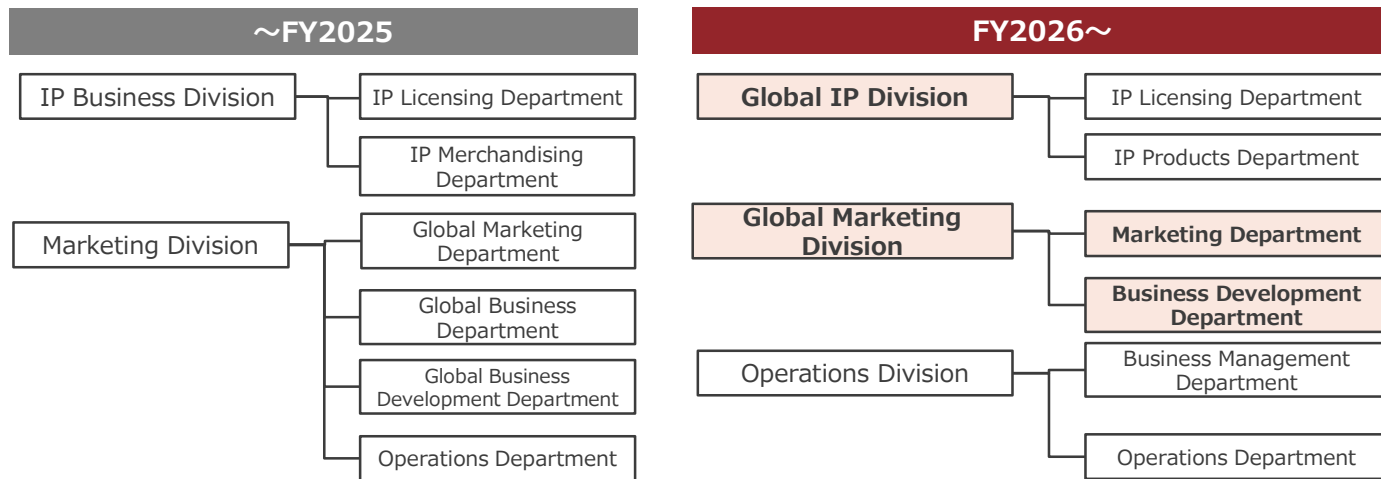 ～FY2025
IP Business Division
IP Licensing Department
IP Merchandising
Department
Marketing Division
Global Marketing
Department
Global Business
Department
Global Business
Development Department
Operations Department
FY2026～
Global IP Division
IP Licensing Department
IP Products Department
Global Marketing
Division
Marketing Department
Business Development
Department
Operations Division
Business Management
Department
Operations Department